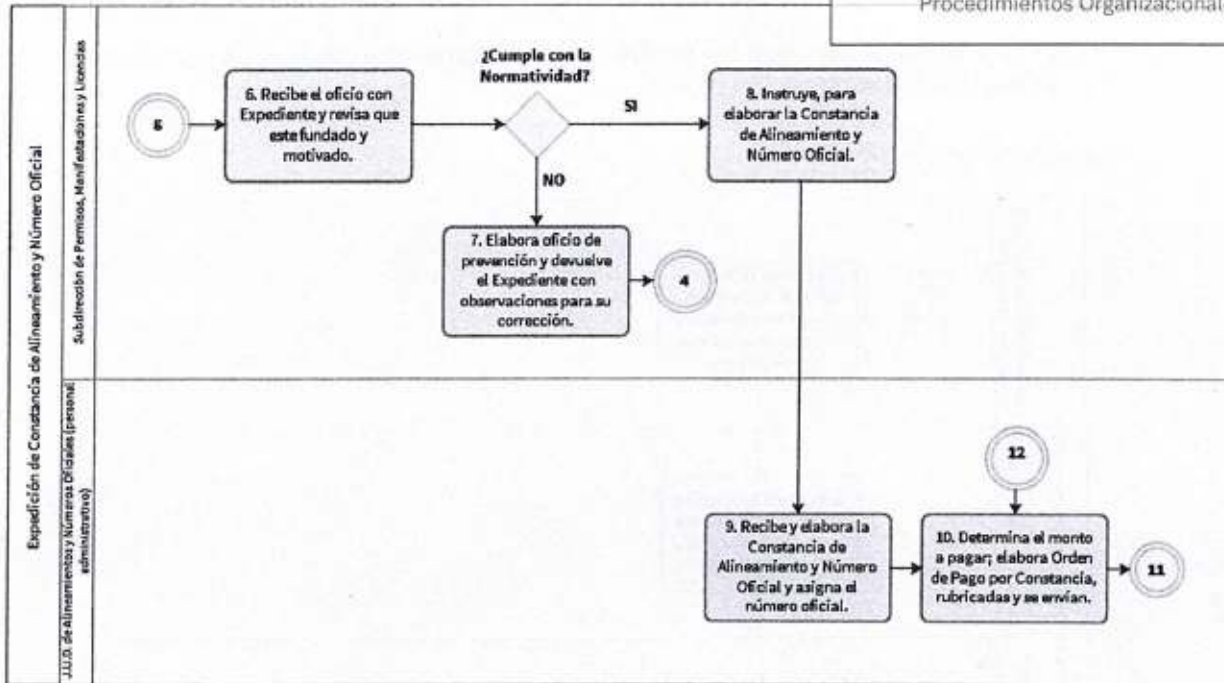 Procedimientos Organizacional
Expedición de Constancia de Alineamiento y Número Oficial
Subdirección de Permisos, Manifestaciones y Licencias
5
6. Recibe el oficio con
Expediente y revisa que
este fundado y
motivado.
¿Cumple con la
Normatividad?
SI
NO
8. Instruye, para
elaborar la Constancia
de Alineamiento y
Número Oficial.
7. Elabora oficio de
prevención y devuelve
el Expediente con
observaciones para su
corrección.
4
J.U.D. de Alineamientos y Números Oficiales (personal
administrativo)
12
9. Recibe y elabora la
Constancia de
Alineamiento y Número
Oficial y asigna el
número oficial.
10. Determina el monto
a pagar; elabora Orden
de Pago por Constancia,
rubricadas y se envían.
11